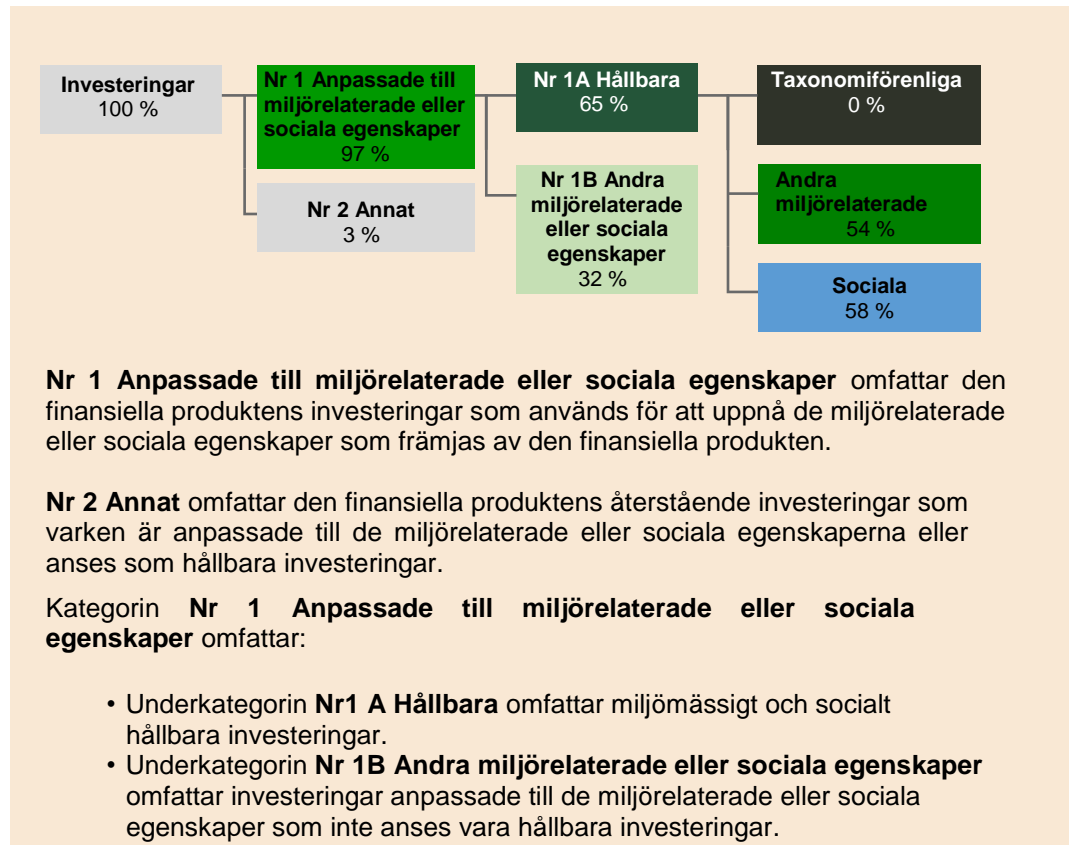 Investeringar
100 %
Nr 1 Anpassade till
miljörelaterade eller
sociala egenskaper
97 %
Nr 2 Annat
3 %
Nr 1A Hållbara
65 %
Nr 1B Andra
miljörelaterade
eller sociala
egenskaper
32 %
Taxonomiförenliga
0 %
Andra
miljörelaterade
54 %
Sociala
58 %
Nr 1 Anpassade till miljörelaterade eller sociala egenskaper omfattar den
finansiella produktens investeringar som används för att uppnå de miljörelaterade
eller sociala egenskaper som främjas av den finansiella produkten.
Nr 2 Annat omfattar den finansiella produktens återstående investeringar som
varken är anpassade till de miljörelaterade eller sociala egenskaperna eller
anses som hållbara investeringar.
Kategorin Nr 1 Anpassade till miljörelaterade eller sociala
egenskaper omfattar:
• Underkategorin Nr1 A Hållbara omfattar miljömässigt och socialt
hållbara investeringar.
• Underkategorin Nr 1B Andra miljörelaterade eller sociala egenskaper
omfattar investeringar anpassade till de miljörelaterade eller sociala
egenskaper som inte anses vara hållbara investeringar.